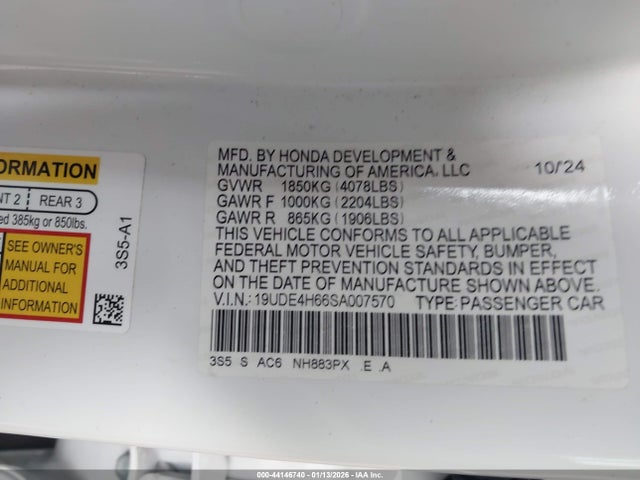 ORMATION
NT 2 REAR 3
ed 385kg or 850lbs.
SEE OWNER'S
MANUAL FOR
ADDITIONAL
INFORMATION
3S5-A1
MFD. BY HONDA DEVELOPMENT &
MANUFACTURING OF AMERICA, LLC 10/24
GVWR 1850KG (4078LBS)
GAWR F 1000KG (2204LBS)
GAWR R 865KG (1906LBS)
THIS VEHICLE CONFORMS TO ALL APPLICABLE
FEDERAL MOTOR VEHICLE SAFETY, BUMPER,
AND THEFT PREVENTION STANDARDS IN EFFECT
ON THE DATE OF MANUFACTURE SHOWN ABOVE.
V.I.N.: 19UDE4H66SA007570 TYPE: PASSENGER CAR
3S5 S AC6 NH883PX .E .A
000-44146740 - 01/13/2026 - IAA Inc.